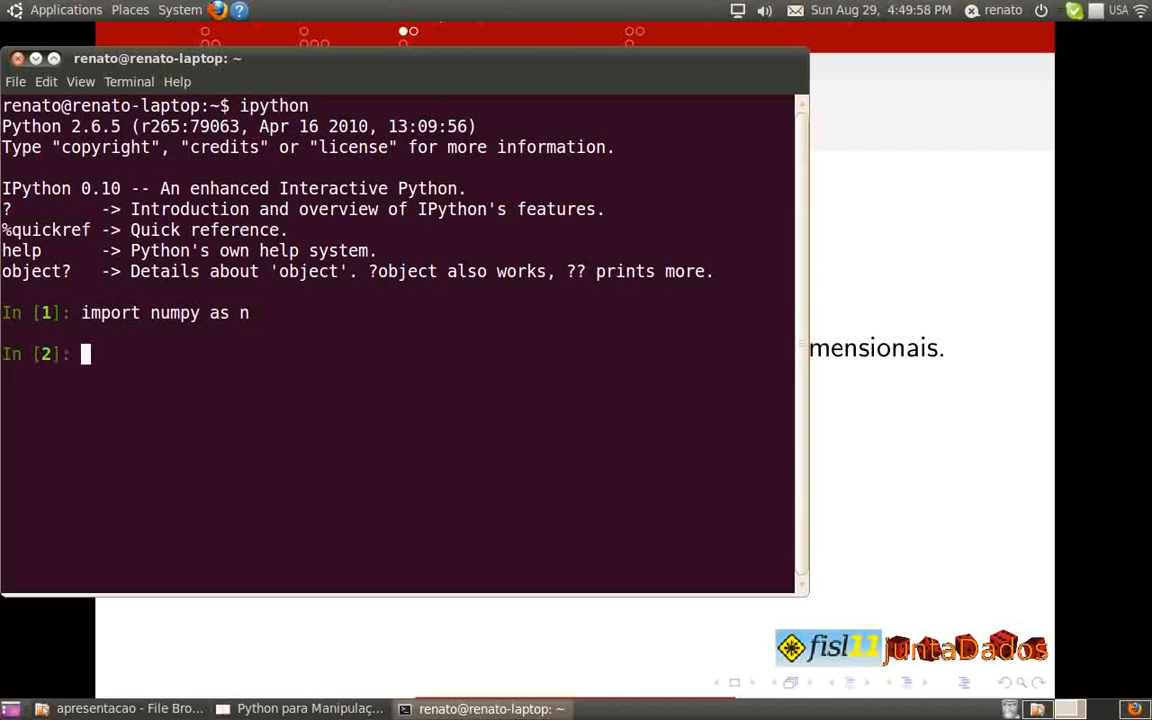 Applications Places System Sun Aug 29, 4:49:58 PM renato USA
renato@renato-laptop: ~
File Edit View Terminal Help
renato@renato-laptop:~$ ipython
Python 2.6.5 (r265:79063, Apr 16 2010, 13:09:56)
Type "copyright", "credits" or "license" for more information.
IPython 0.10 -- An enhanced Interactive Python.
? -> Introduction and overview of IPython's features.
%quickref -> Quick reference.
help -> Python's own help system.
object? -> Details about 'object'. ?object also works, ?? prints more.
In [1]: import numpy as n
In [2]:
mensionais.
fisl11 juntaDados
apresentacao - File Bro... Python para Manipulaç... renato@renato-laptop: ~